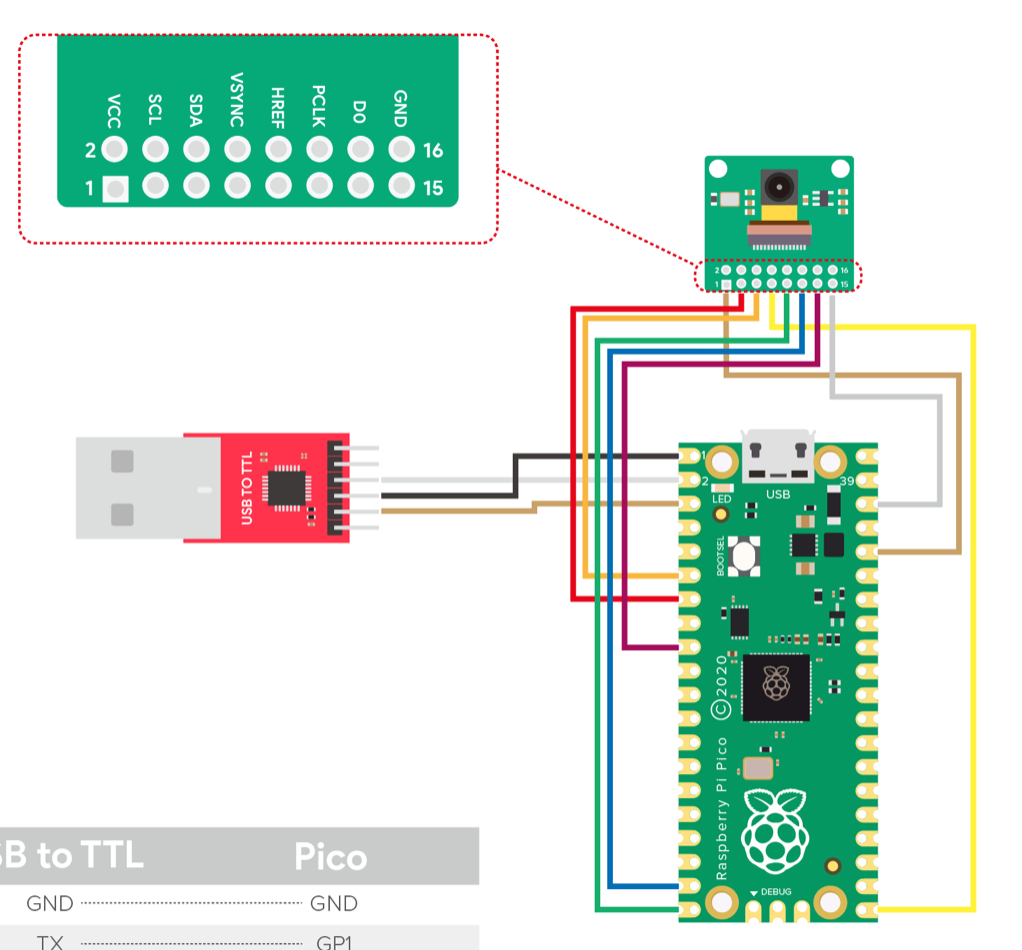 VCC SCL SDA VSYNC HREF PCLK D0 GND
2 16
1 15
2 16
1 15
USB TO TTL
1
2 39
LED
USB
BOOTSEL
Raspberry Pi Pico ©2020
DEBUG
B to TTL Pico
GND GND
TX GP1